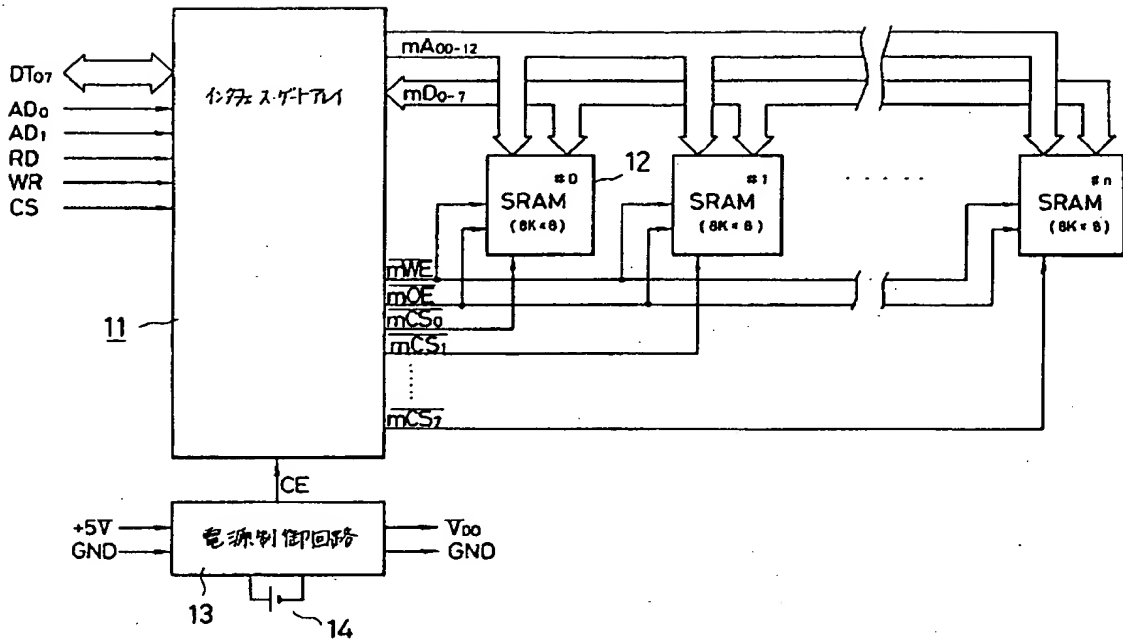 mA00-12
DT07
インタフェース・ゲートアレイ
mD0-7
AD0
AD1
RD
WR
CS
#0
SRAM
(8K×8)
12
#1
SRAM
(8K×8)
#n
SRAM
(8K×8)
mWE
mOE
mCS0
mCS1
mCS7
11
CE
+5V
GND
電源制御回路
VDD
GND
13
14